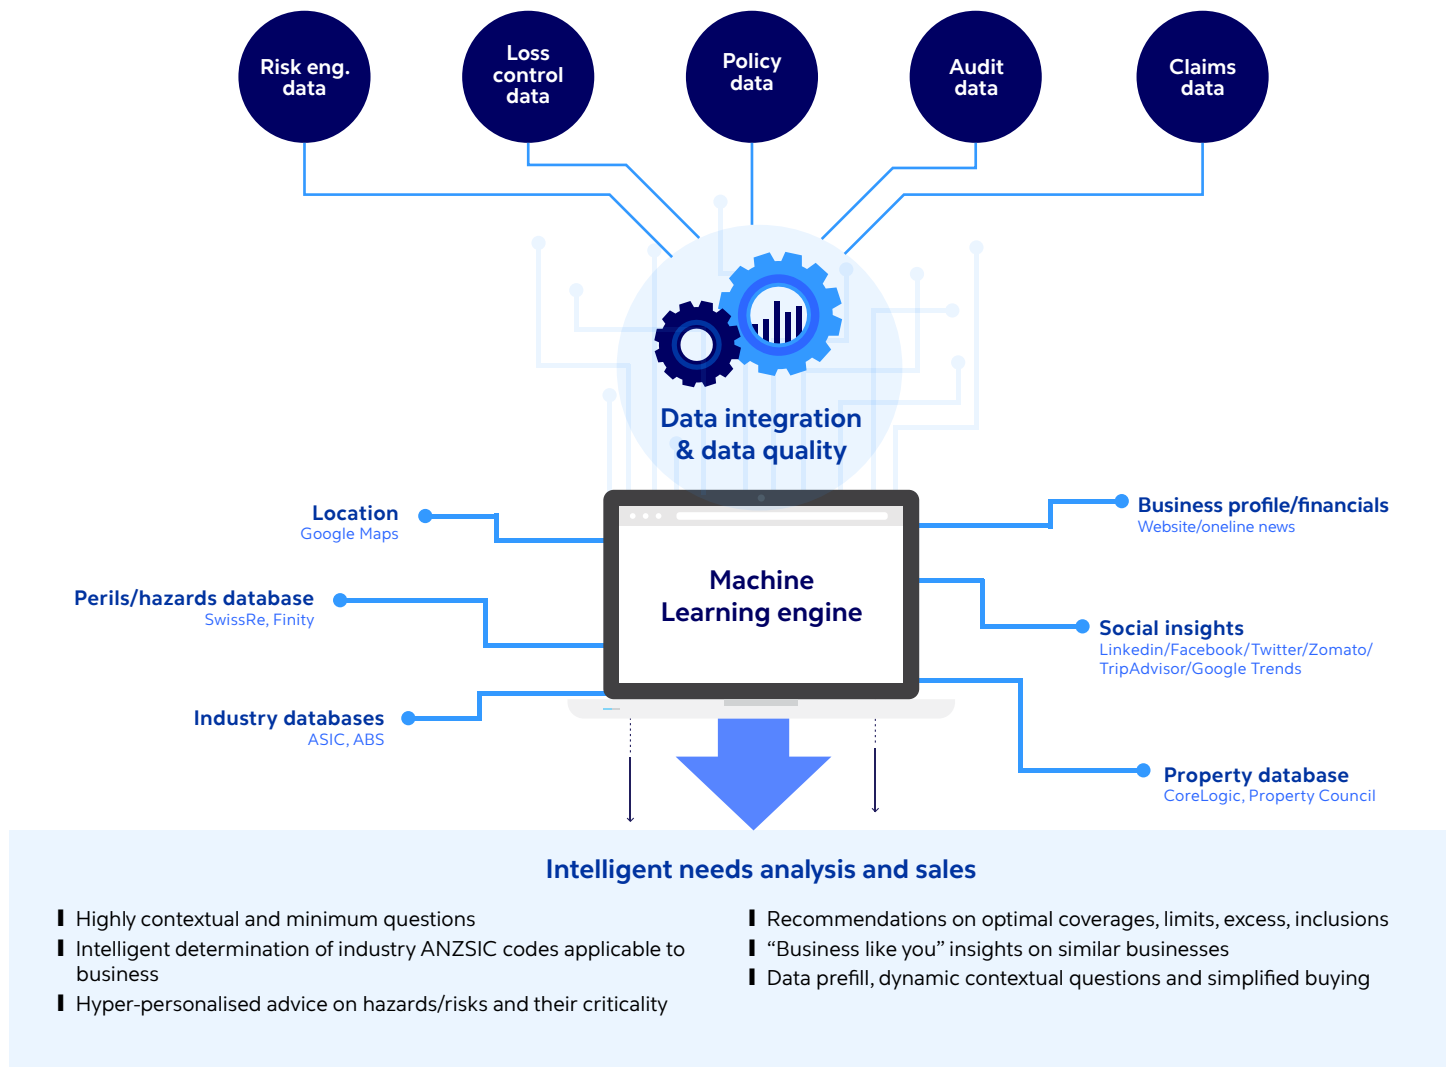 Risk eng.
data
Loss
control
data
Policy
data
Audit
data
Claims
data
Data integration
& data quality
Location
Google Maps
Perils/hazards database
SwissRe, Finity
Industry databases
ASIC, ABS
Machine
Learning engine
Business profile/financials
Website/oneline news
Social insights
Linkedin/Facebook/Twitter/Zomato/
TripAdvisor/Google Trends
Property database
CoreLogic, Property Council
Intelligent needs analysis and sales
Highly contextual and minimum questions
Intelligent determination of industry ANZSIC codes applicable to
business
Hyper-personalised advice on hazards/risks and their criticality
Recommendations on optimal coverages, limits, excess, inclusions
“Business like you” insights on similar businesses
Data prefill, dynamic contextual questions and simplified buying